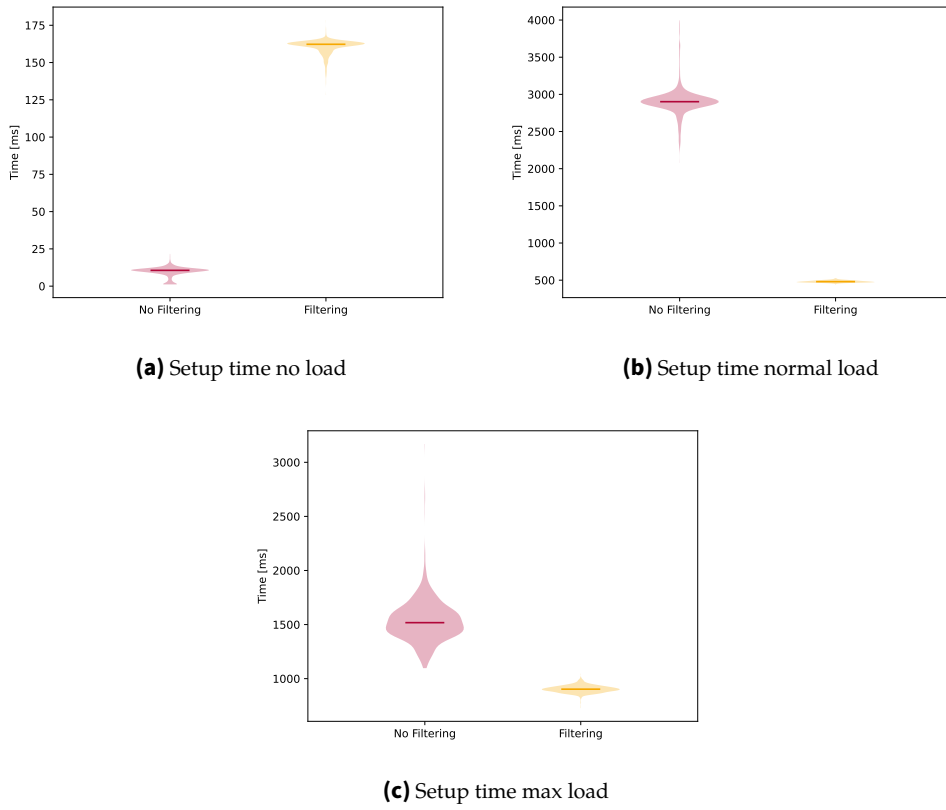 175
150
125
100
75
50
25
0
Time [ms]
No Filtering Filtering
(a) Setup time no load
4000
3500
3000
2500
2000
1500
1000
500
Time [ms]
No Filtering Filtering
(b) Setup time normal load
3000
2500
2000
1500
1000
Time [ms]
No Filtering Filtering
(c) Setup time max load